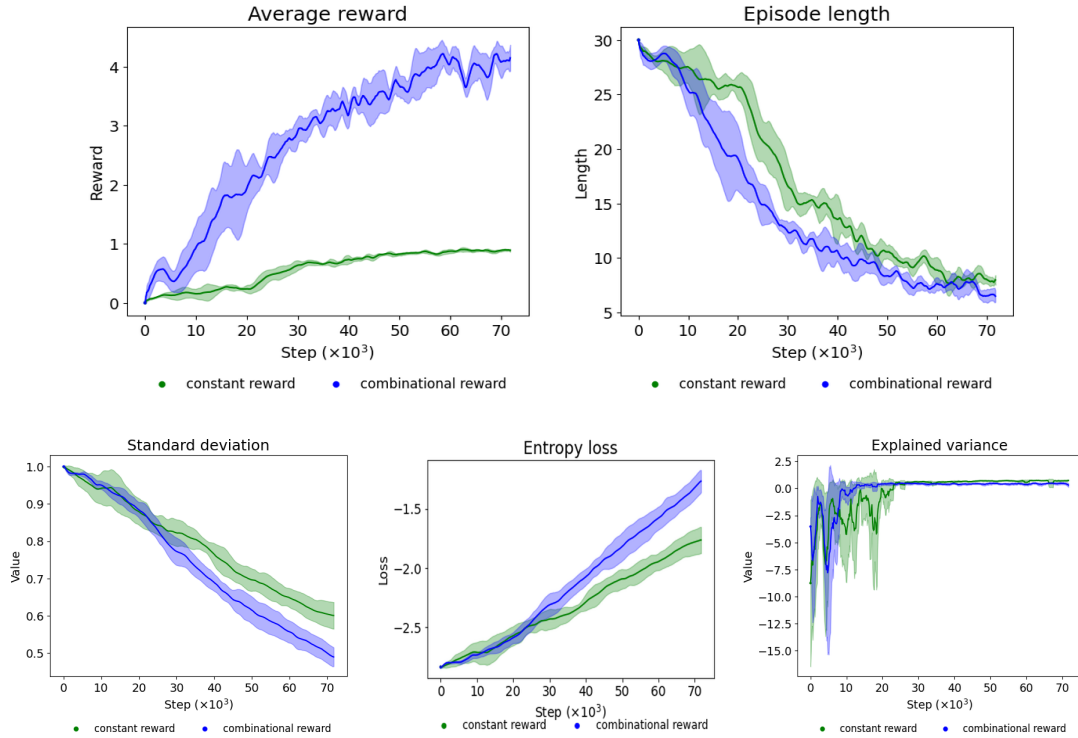 Average reward
Reward
4
3
2
1
0
0 10 20 30 40 50 60 70
Step (×10³)
constant reward combinational reward
Episode length
Length
30
25
20
15
10
5
0 10 20 30 40 50 60 70
Step (×10³)
constant reward combinational reward
Standard deviation
Value
1.0
0.9
0.8
0.7
0.6
0.5
0 10 20 30 40 50 60 70
Step (×10³)
constant reward combinational reward
Entropy loss
Loss
−1.5
−2.0
−2.5
0 10 20 30 40 50 60 70
Step (×10³)
constant reward combinational reward
Explained variance
Value
2.5
0.0
−2.5
−5.0
−7.5
−10.0
−12.5
−15.0
0 10 20 30 40 50 60 70
Step (×10³)
constant reward combinational reward